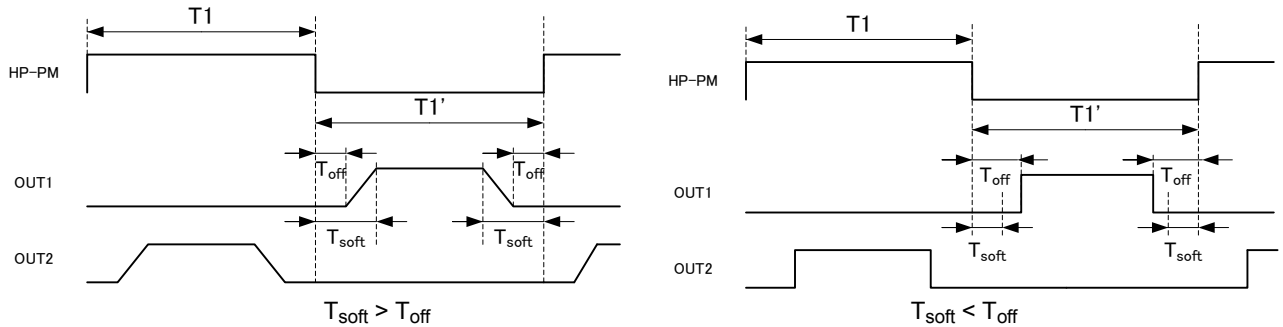 T1
HP-PM
T1'
Toff
Toff
OUT1
Tsoft
Tsoft
OUT2
Tsoft > Toff
T1
HP-PM
T1'
Toff
Toff
OUT1
Tsoft
Tsoft
OUT2
Tsoft < Toff